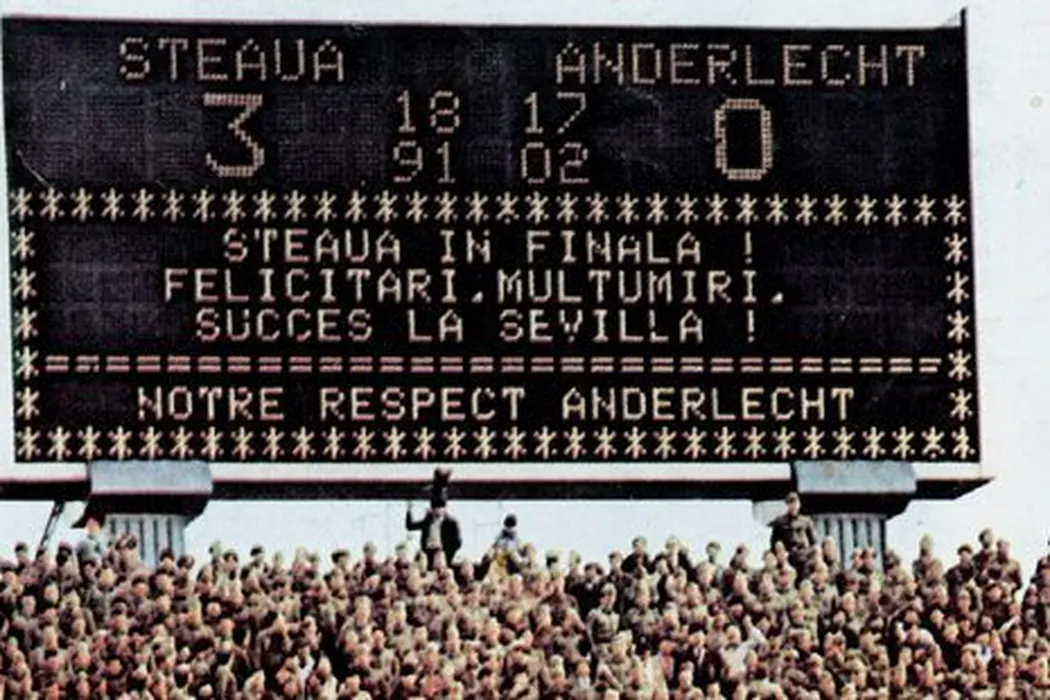 STEAUA ANDERLECHT
3 18 17 0
91 02
********************************
* STEAUA IN FINALA ! *
* FELICITARI.MULTUMIRI. *
* SUCCES LA SEVILLA ! *
*==============================*
* NOTRE RESPECT ANDERLECHT *
********************************